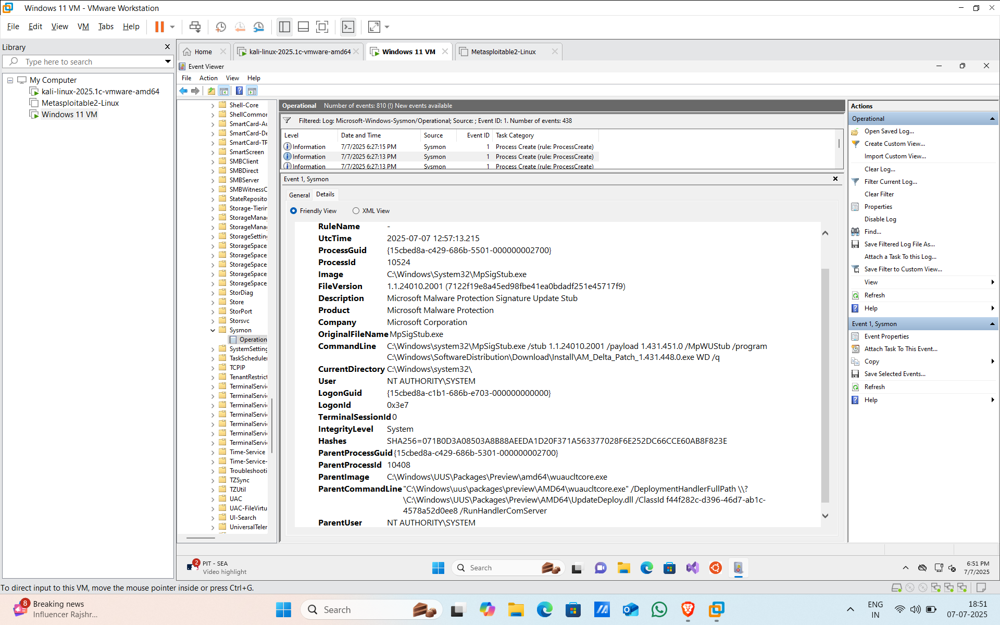 Windows 11 VM - VMware Workstation
File Edit View VM Tabs Help
Library
Type here to search
My Computer
kali-linux-2025.1c-vmware-amd64
Metasploitable2-Linux
Windows 11 VM
Home
kali-linux-2025.1c-vmware-amd64
Windows 11 VM
Metasploitable2-Linux
Event Viewer
File Action View Help
Shell-Core
ShellCommor
SmartCard-Au
SmartCard-De
SmartCard-TP
SmartScreen
SMBClient
SMBDirect
SMBServer
SMBWitnessC
StateReposito
Storage-Tierin
StorageManag
StorageManag
StorageSetting
StorageSpaces
StorageSpaces
StorageSpaces
StorageSpaces
StorageSpaces
StorDiag
Store
StorPort
Storsvc
Sysmon
Operation
SystemSetting
TaskScheduler
TCPIP
TenantRestrict
TerminalServi
TerminalServi
TerminalServi
TerminalServi
TerminalServi
TerminalServi
TerminalServi
Time-Service
Time-Service-
Troubleshooti
TZSync
TZUtil
UAC
UAC-FileVirtu
UI-Search
UniversalTeler
Operational Number of events: 810 (!) New events available
Filtered: Log: Microsoft-Windows-Sysmon/Operational; Source: ; Event ID: 1. Number of events: 438
Level Date and Time Source Event ID Task Category
Information 7/7/2025 6:27:15 PM Sysmon 1 Process Create (rule: ProcessCreate)
Information 7/7/2025 6:27:13 PM Sysmon 1 Process Create (rule: ProcessCreate)
Information 7/7/2025 6:27:13 PM Sysmon 1 Process Create (rule: ProcessCreate)
Event 1, Sysmon
General Details
Friendly View XML View
RuleName -
UtcTime 2025-07-07 12:57:13.215
ProcessGuid {15cbed8a-c429-686b-5501-000000002700}
ProcessId 10524
Image C:\Windows\System32\MpSigStub.exe
FileVersion 1.1.24010.2001 (7122f19e8a45ed98fbe41ea0bdadf251e45717f9)
Description Microsoft Malware Protection Signature Update Stub
Product Microsoft Malware Protection
Company Microsoft Corporation
OriginalFileName MpSigStub.exe
CommandLine C:\Windows\system32\MpSigStub.exe /stub 1.1.24010.2001 /payload 1.431.451.0 /MpWUStub /program
C:\Windows\SoftwareDistribution\Download\Install\AM_Delta_Patch_1.431.448.0.exe WD /q
CurrentDirectory C:\Windows\system32\
User NT AUTHORITY\SYSTEM
LogonGuid {15cbed8a-c1b1-686b-e703-000000000000}
LogonId 0x3e7
TerminalSessionId 0
IntegrityLevel System
Hashes SHA256=071B0D3A08503A8B88AEEDA1D20F371A563377028F6E252DC66CCE60AB8F823E
ParentProcessGuid {15cbed8a-c429-686b-5301-000000002700}
ParentProcessId 10408
ParentImage C:\Windows\UUS\Packages\Preview\amd64\wuaucltcore.exe
ParentCommandLine "C:\Windows\uus\packages\preview\AMD64\wuaucltcore.exe" /DeploymentHandlerFullPath \\?
\C:\Windows\UUS\Packages\Preview\AMD64\UpdateDeploy.dll /ClassId f44f282c-d396-46d7-ab1c-
4578a52d0ee8 /RunHandlerComServer
ParentUser NT AUTHORITY\SYSTEM
Actions
Operational
Open Saved Log...
Create Custom View...
Import Custom View...
Clear Log...
Filter Current Log...
Clear Filter
Properties
Disable Log
Find...
Save Filtered Log File As...
Attach a Task To this Log...
Save Filter to Custom View...
View
Refresh
Help
Event 1, Sysmon
Event Properties
Attach Task To This Event...
Copy
Save Selected Events...
Refresh
Help
2
PIT - SEA
Video highlight
Search
6:51 PM
7/7/2025
To direct input to this VM, move the mouse pointer inside or press Ctrl+G.
8
Breaking news
Influencer Rajshr...
Search
ENG
IN
18:51
07-07-2025